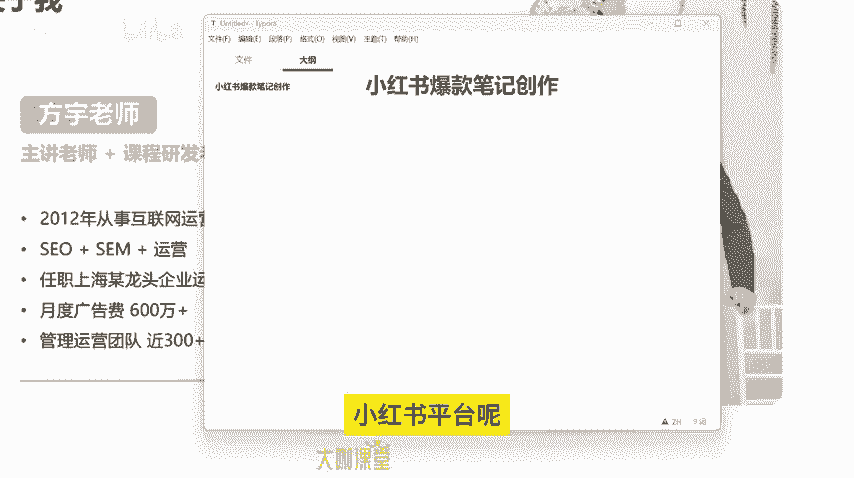 文件(F) 编辑(E) 段落(P) 格式(O) 视图(V) 主题(T) 帮助(H)
文件
大纲
小红书爆款笔记创作
小红书爆款笔记创作
方宇老师
主讲老师 + 课程研发
• 2012年从事互联网运营
• SEO + SEM + 运营
• 任职上海某龙头企业运
• 月度广告费 600万+
• 管理运营团队 近300+
小红书平台呢
ZH
9 词
大咖课堂